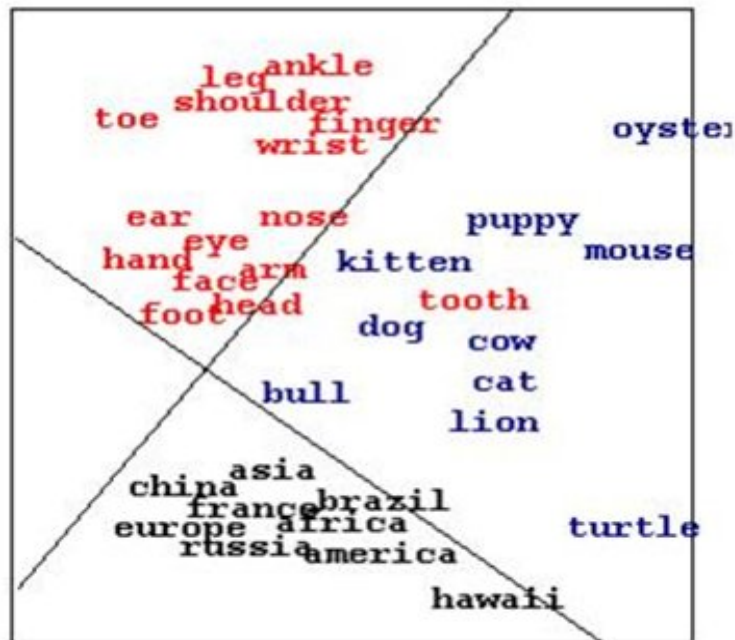 ankle
leg
shoulder
toe
finger
wrist
oyster
ear
nose
puppy
eye
mouse
hand
kitten
arm
face
tooth
head
foot
dog
cow
cat
bull
lion
asia
china
brazil
france
africa
europe
turtle
russia
america
hawaii